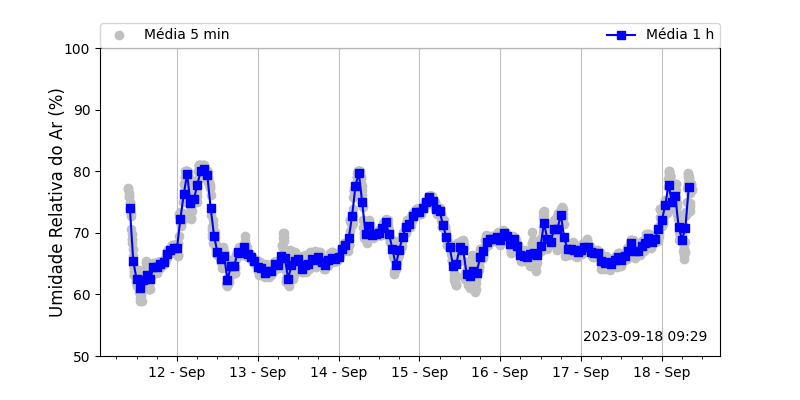 Média 5 min Média 1 h
Umidade Relativa do Ar (%)
100
90
80
70
60
50
2023-09-18 09:29
12 - Sep 13 - Sep 14 - Sep 15 - Sep 16 - Sep 17 - Sep 18 - Sep